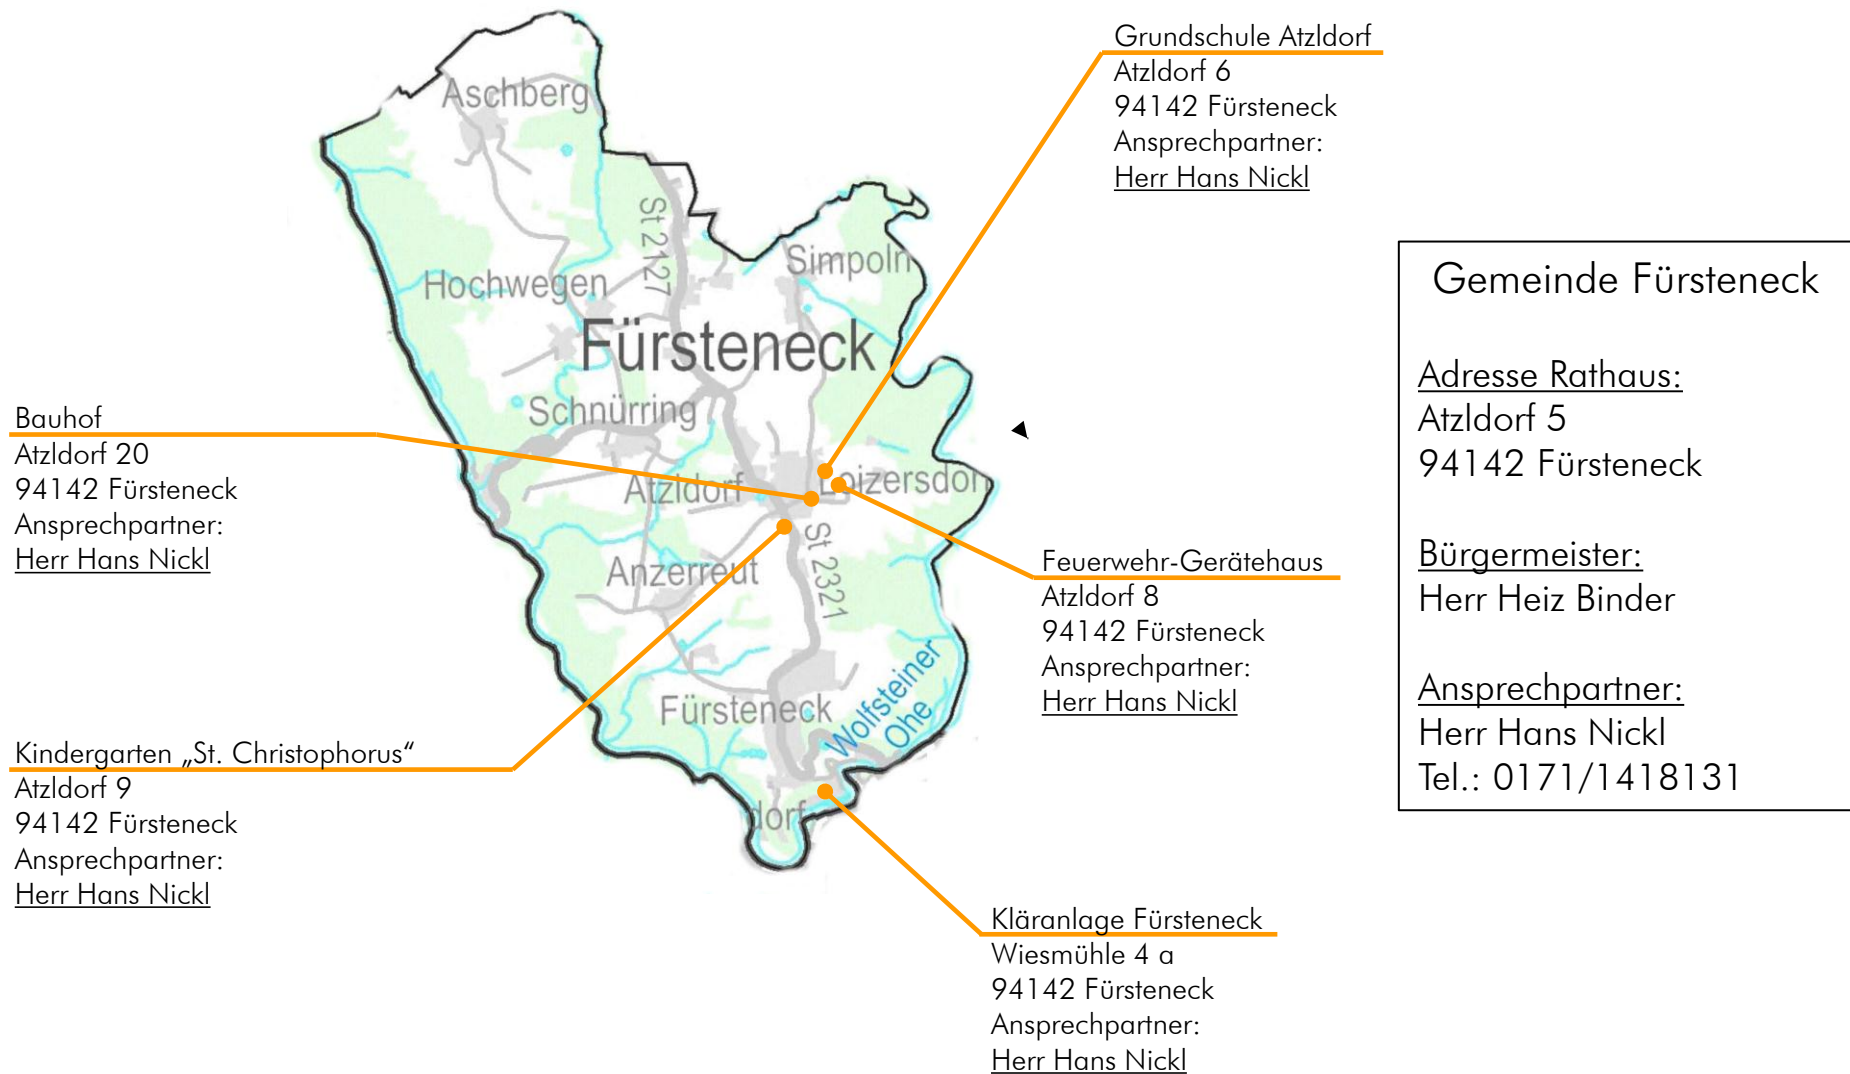 Grundschule Atzldorf
Atzldorf 6
94142 Fürsteneck
Ansprechpartner:
Herr Hans Nickl
Aschberg
St 2127
Simpoln
Hochwegen
Fürsteneck
Schnürring
Atzldorf
Loizersdorf
St 2321
Anzerreut
Fürsteneck
Wolfsteiner
Ohe
dorf
Bauhof
Atzldorf 20
94142 Fürsteneck
Ansprechpartner:
Herr Hans Nickl
Feuerwehr-Gerätehaus
Atzldorf 8
94142 Fürsteneck
Ansprechpartner:
Herr Hans Nickl
Kindergarten „St. Christophorus“
Atzldorf 9
94142 Fürsteneck
Ansprechpartner:
Herr Hans Nickl
Kläranlage Fürsteneck
Wiesmühle 4 a
94142 Fürsteneck
Ansprechpartner:
Herr Hans Nickl
Gemeinde Fürsteneck
Adresse Rathaus:
Atzldorf 5
94142 Fürsteneck
Bürgermeister:
Herr Heiz Binder
Ansprechpartner:
Herr Hans Nickl
Tel.: 0171/1418131